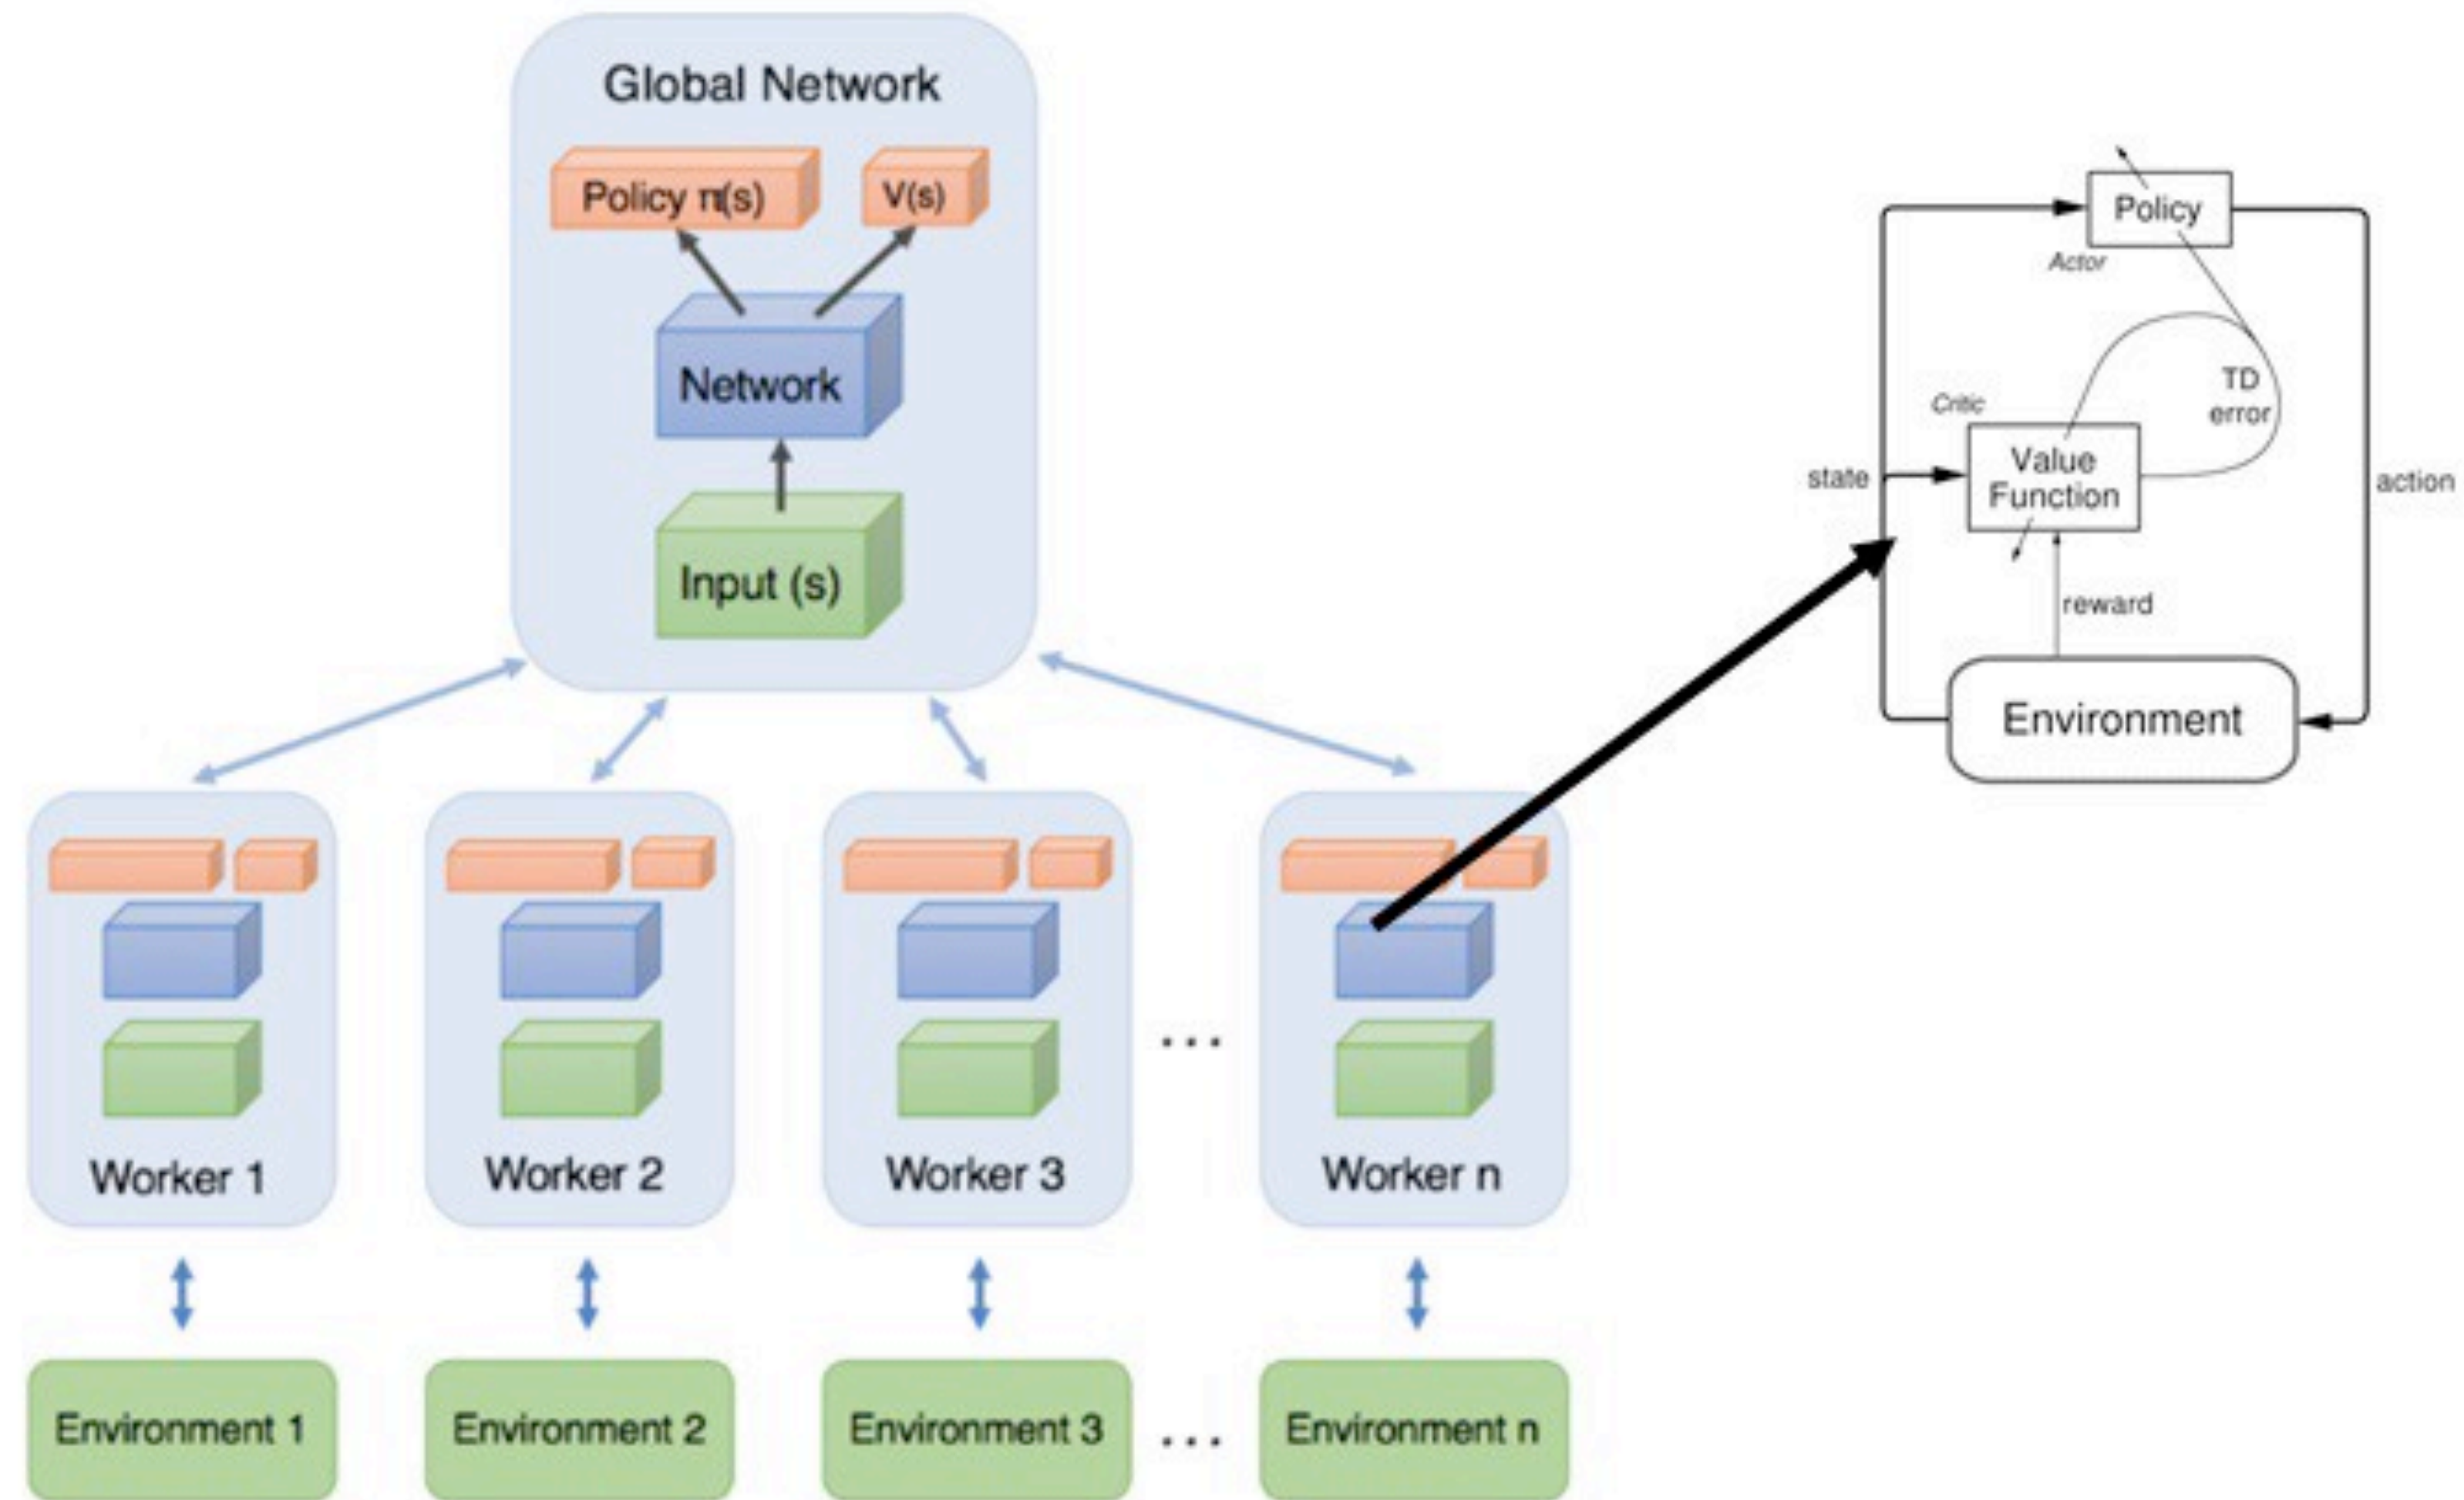 Global Network
Policy π(s)
V(s)
Network
Input (s)
Worker 1
Worker 2
Worker 3
...
Worker n
Environment 1
Environment 2
Environment 3
...
Environment n
Policy
Actor
TD
error
Critic
Value
Function
state
action
reward
Environment